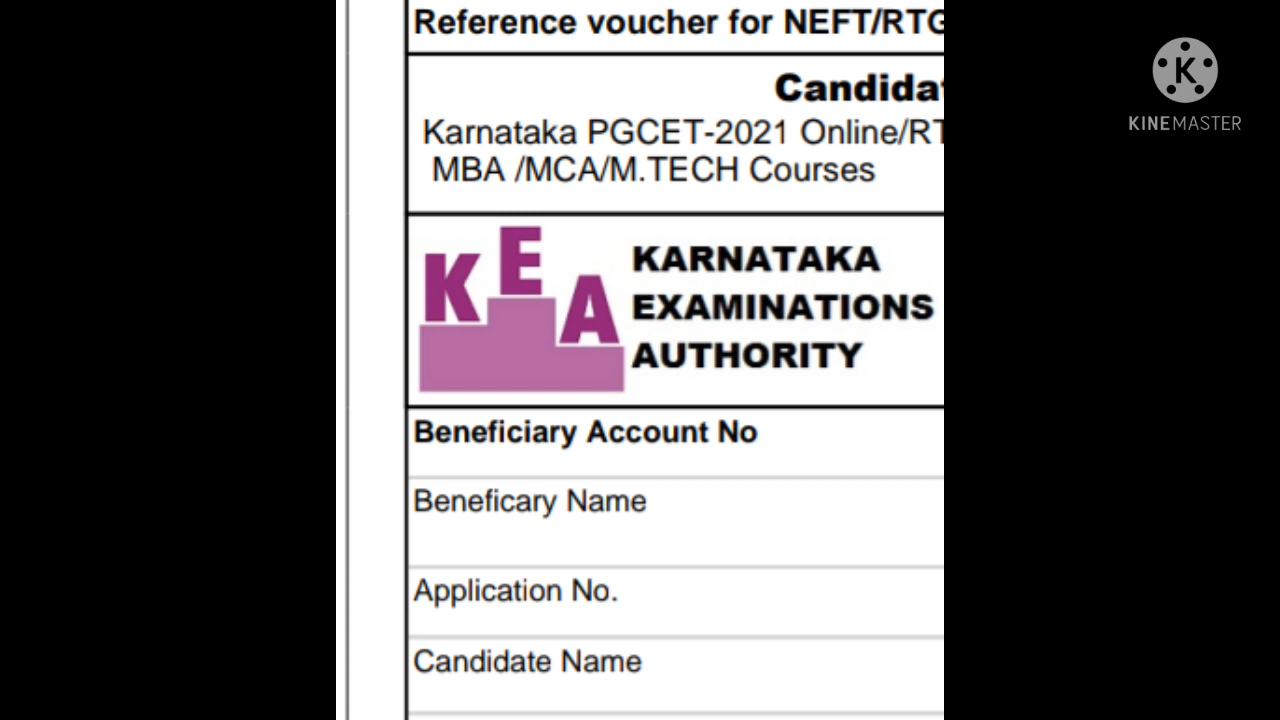 Reference voucher for NEFT/RTG
Candidat
Karnataka PGCET-2021 Online/RT
MBA /MCA/M.TECH Courses
KEA
KARNATAKA
EXAMINATIONS
AUTHORITY
Beneficiary Account No
Beneficary Name
Application No.
Candidate Name
K
KINEMASTER